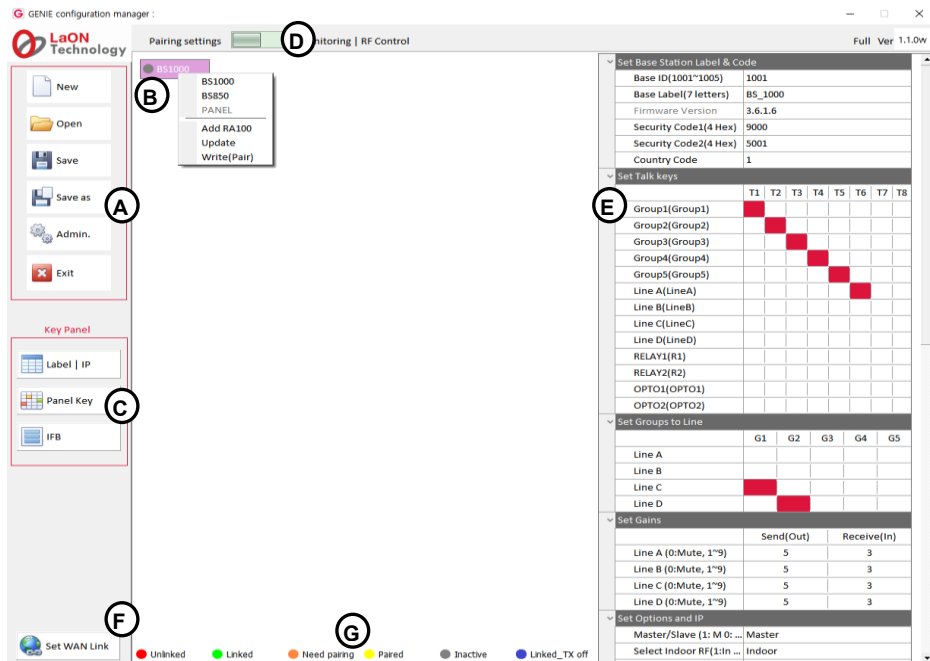 G GENIE configuration manager :
LaON Technology
Pairing settings
D
nitoring | RF Control
Full Ver 1.1.0w
New
Open
Save
Save as
Admin.
Exit
A
Key Panel
Label | IP
Panel Key
IFB
C
Set WAN Link
F
BS1000
B
BS1000
BS850
PANEL
Add RA100
Update
Write(Pair)
E
Set Base Station Label & Code
Base ID(1001~1005) 1001
Base Label(7 letters) BS_1000
Firmware Version 3.6.1.6
Security Code1(4 Hex) 9000
Security Code2(4 Hex) 5001
Country Code 1
Set Talk keys
T1 T2 T3 T4 T5 T6 T7 T8
Group1(Group1)
Group2(Group2)
Group3(Group3)
Group4(Group4)
Group5(Group5)
Line A(LineA)
Line B(LineB)
Line C(LineC)
Line D(LineD)
RELAY1(R1)
RELAY2(R2)
OPTO1(OPTO1)
OPTO2(OPTO2)
Set Groups to Line
G1 G2 G3 G4 G5
Line A
Line B
Line C
Line D
Set Gains
Send(Out) Receive(In)
Line A (0:Mute, 1~9) 5 3
Line B (0:Mute, 1~9) 5 3
Line C (0:Mute, 1~9) 5 3
Line D (0:Mute, 1~9) 5 3
Set Options and IP
Master/Slave (1: M 0: ... Master
Select Indoor RF(1:In ... Indoor
G
Unlinked Linked Need pairing Paired Inactive Linked_TX off